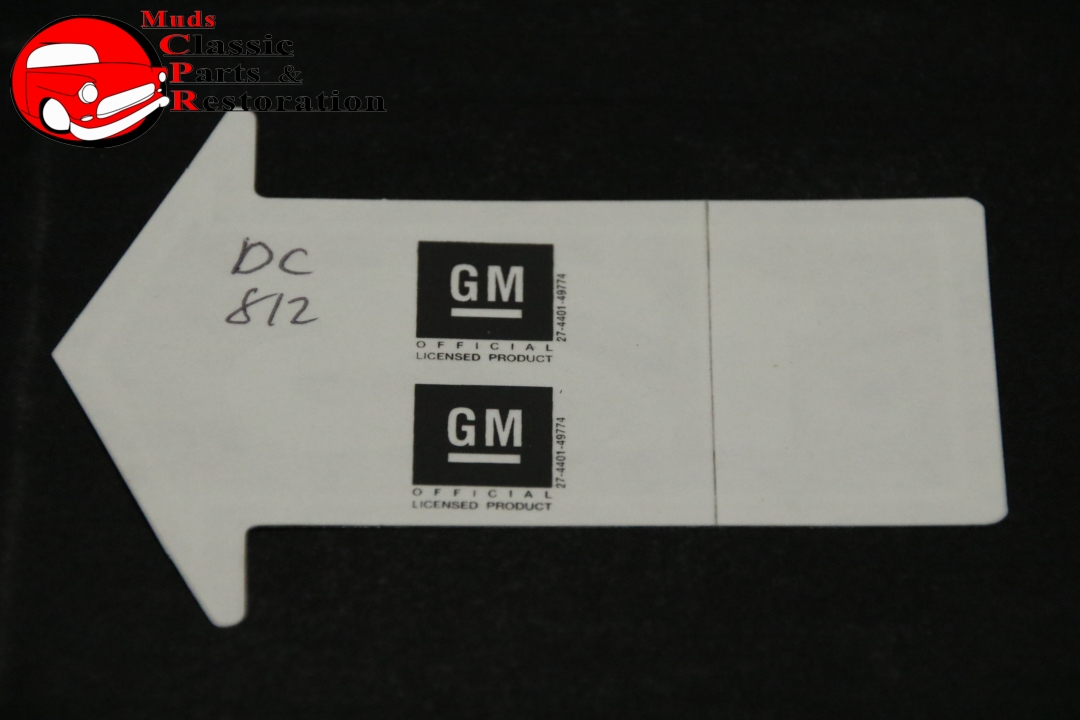 Muds
Classic
Parts &
Restoration
DC
812
GM
OFFICIAL
LICENSED PRODUCT
27-4401-49774
GM
OFFICIAL
LICENSED PRODUCT
27-4401-49774